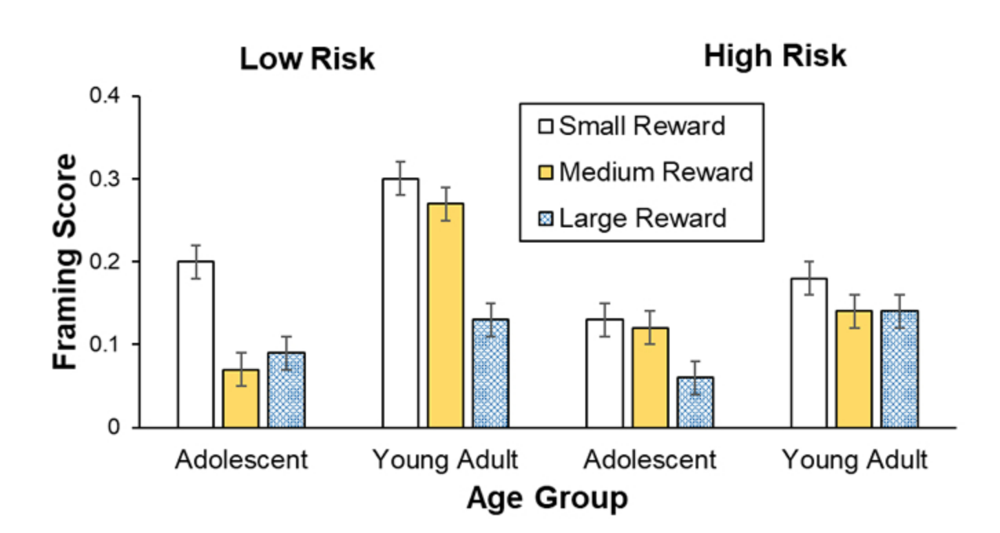 Low Risk
High Risk
0.4
0.3
0.2
0.1
0
Framing Score
Small Reward
Medium Reward
Large Reward
Adolescent
Young Adult
Adolescent
Young Adult
Age Group